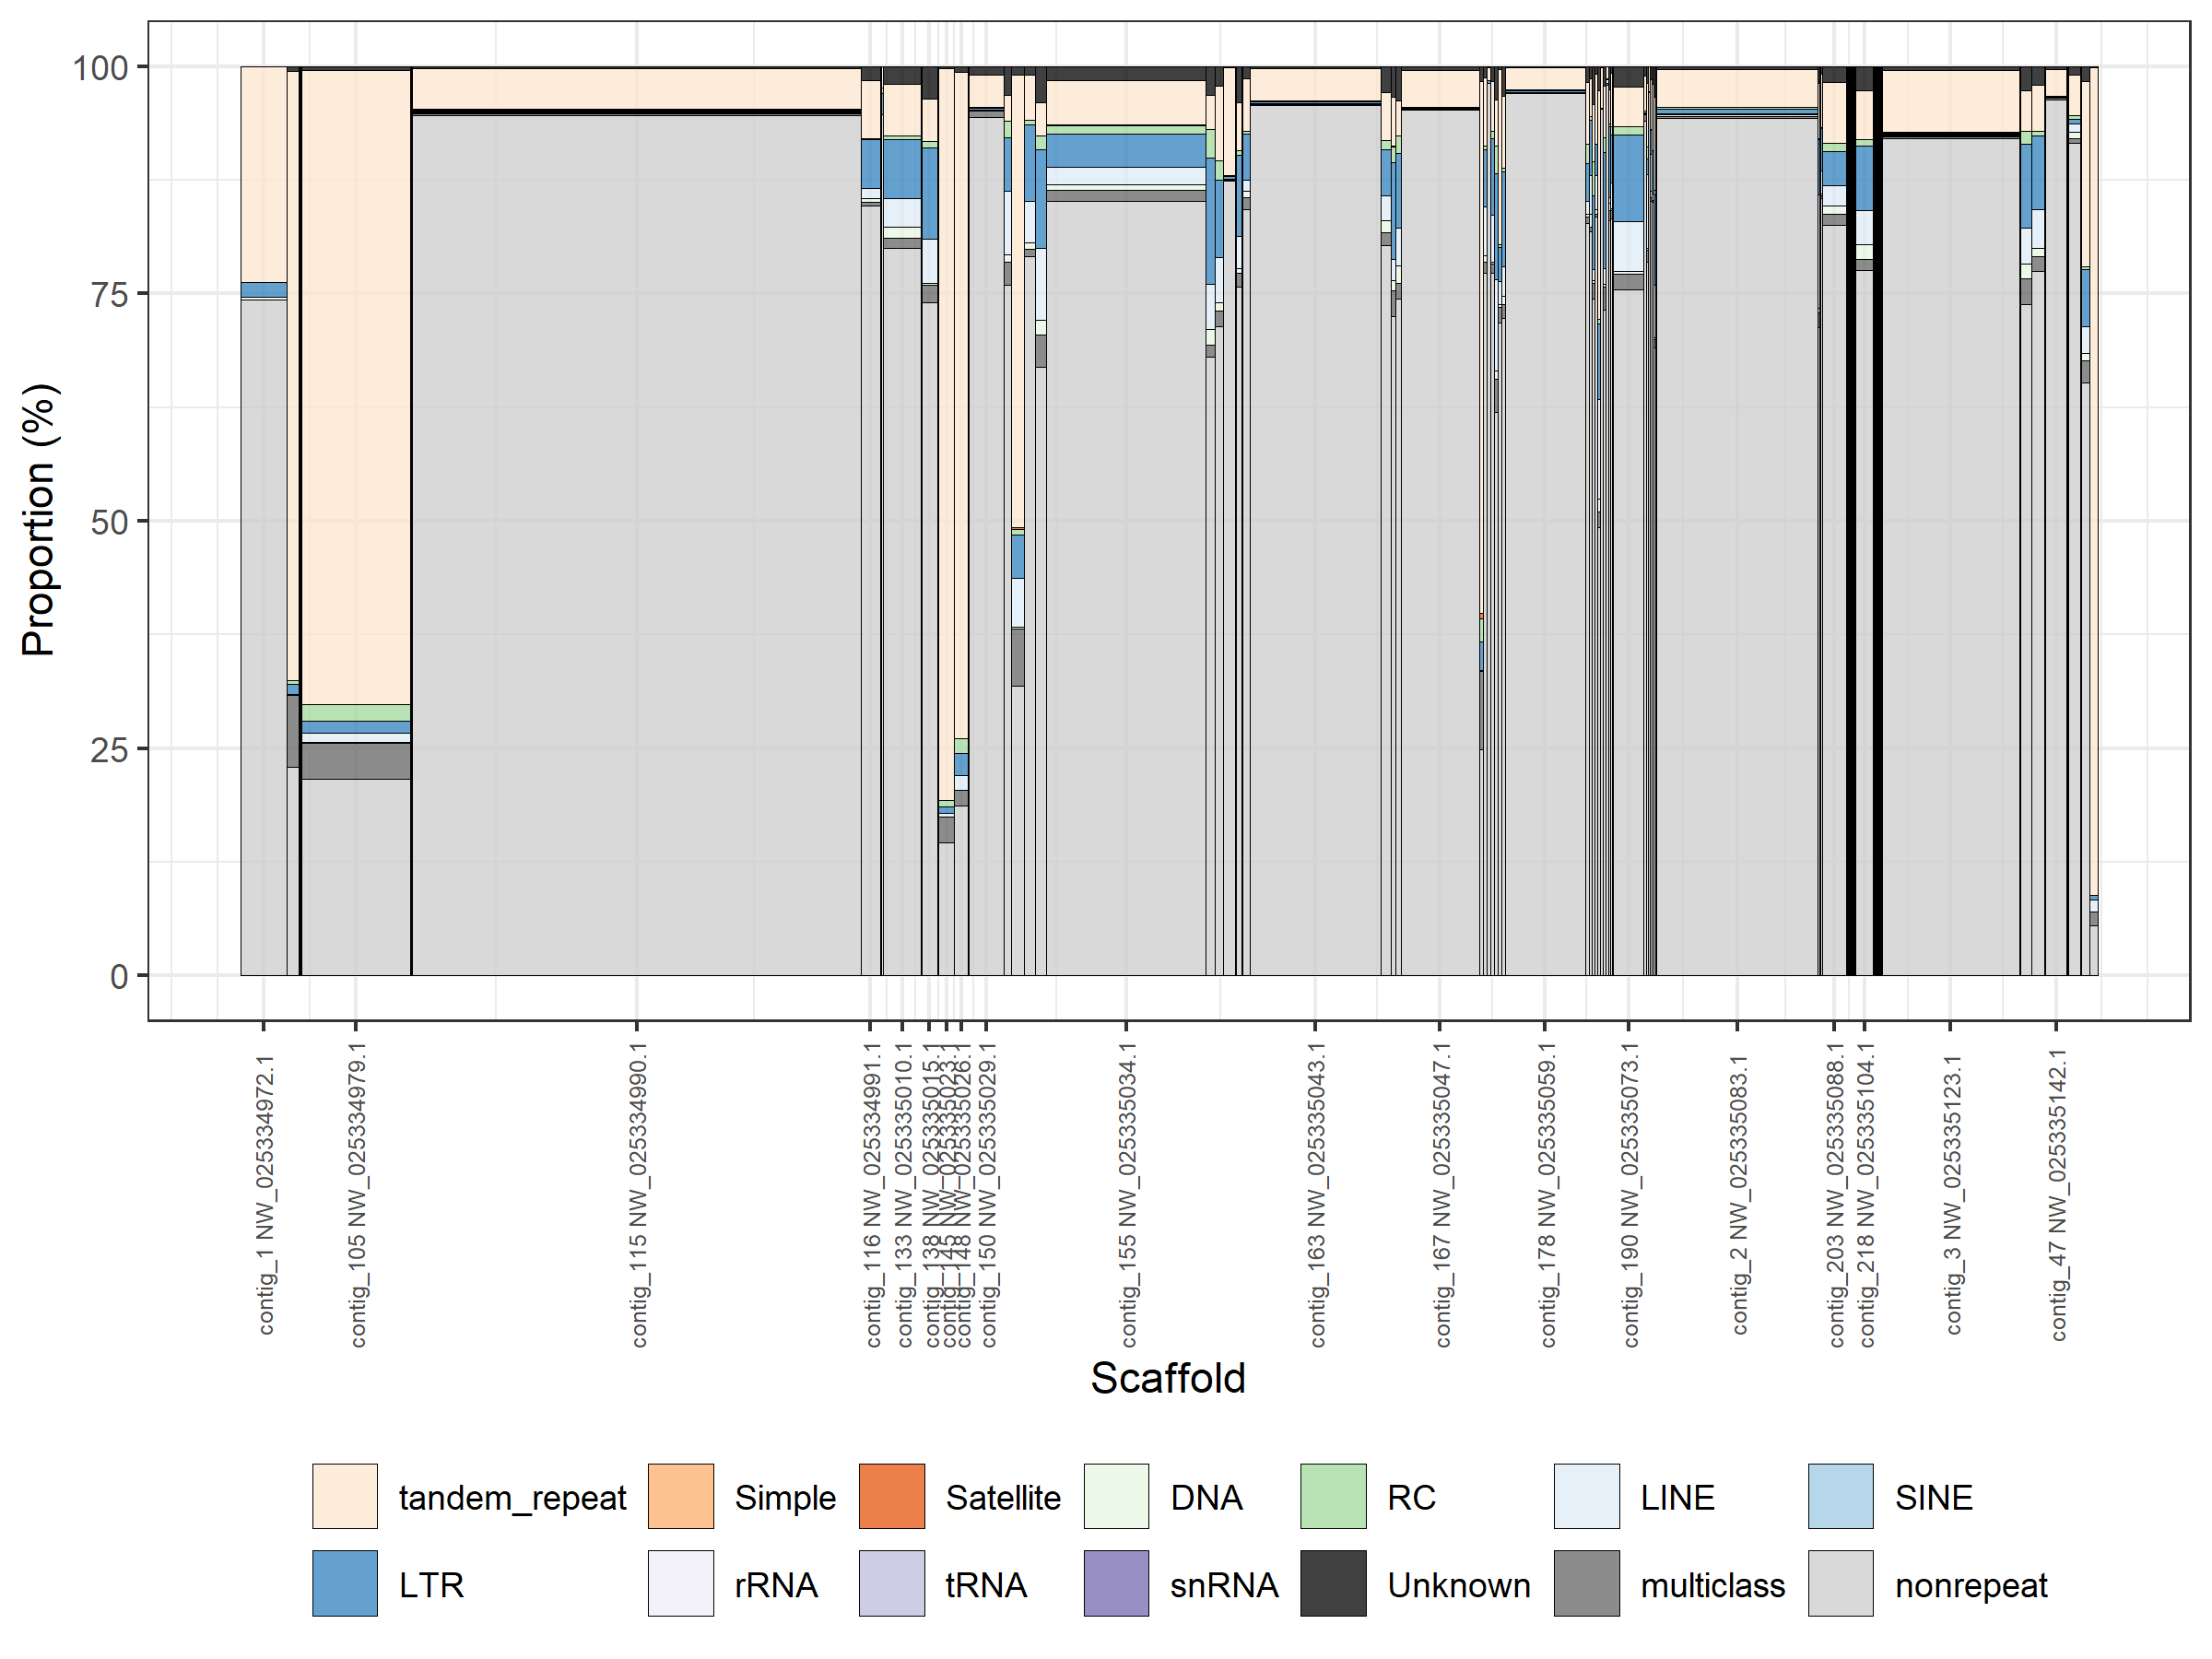 Proportion (%)
100
75
50
25
0
contig_1 NW_025334972.1
contig_105 NW_025334979.1
contig_115 NW_025334990.1
contig_116 NW_025334991.1
contig_133 NW_025335010.1
contig_138 NW_025335015.1
contig_145 NW_025335023.1
contig_148 NW_025335026.1
contig_150 NW_025335029.1
contig_155 NW_025335034.1
contig_163 NW_025335043.1
contig_167 NW_025335047.1
contig_178 NW_025335059.1
contig_190 NW_025335073.1
contig_2 NW_025335083.1
contig_203 NW_025335088.1
contig_218 NW_025335104.1
contig_3 NW_025335123.1
contig_47 NW_025335142.1
Scaffold
tandem_repeat Simple Satellite DNA RC LINE SINE
LTR rRNA tRNA snRNA Unknown multiclass nonrepeat